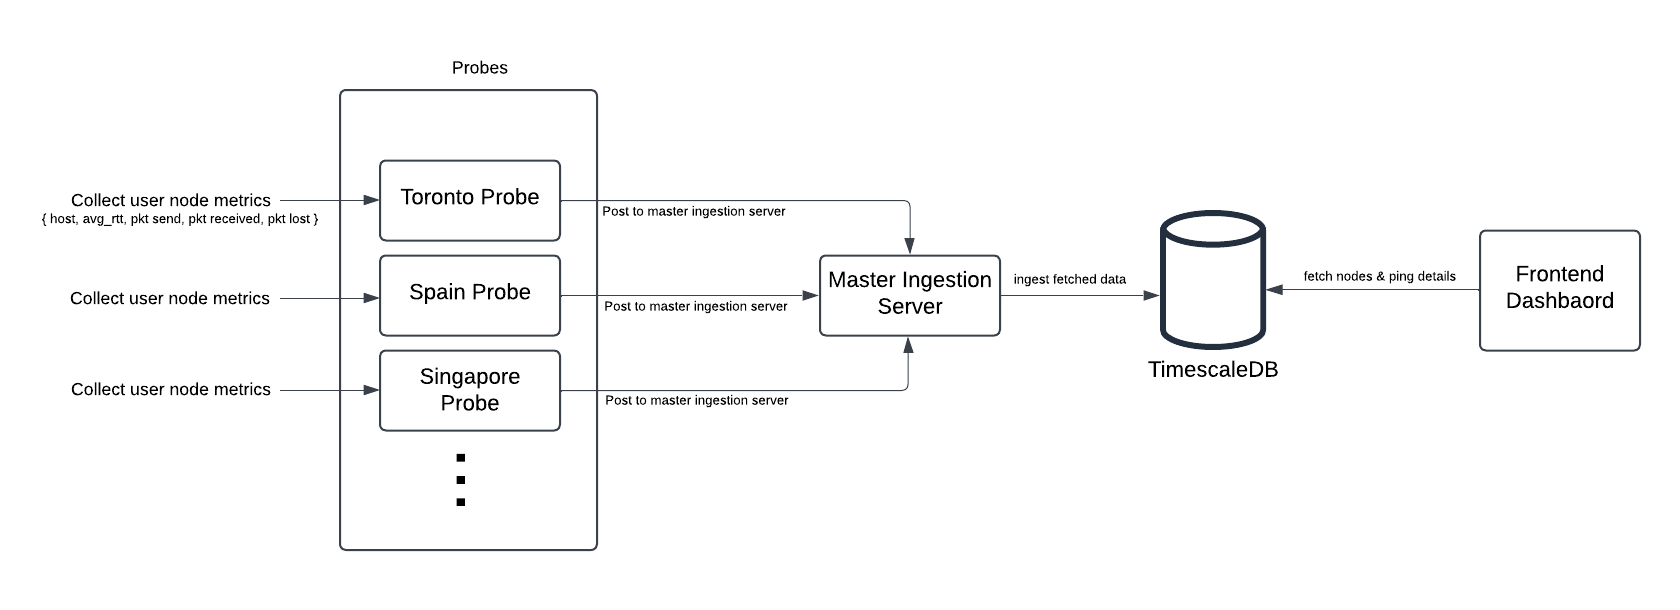 Probes
Collect user node metrics
{ host, avg_rtt, pkt send, pkt received, pkt lost }
Toronto Probe
Post to master ingestion server
Collect user node metrics
Spain Probe
Post to master ingestion server
Collect user node metrics
Singapore
Probe
Post to master ingestion server
Master Ingestion
Server
ingest fetched data
TimescaleDB
fetch nodes & ping details
Frontend
Dashbaord